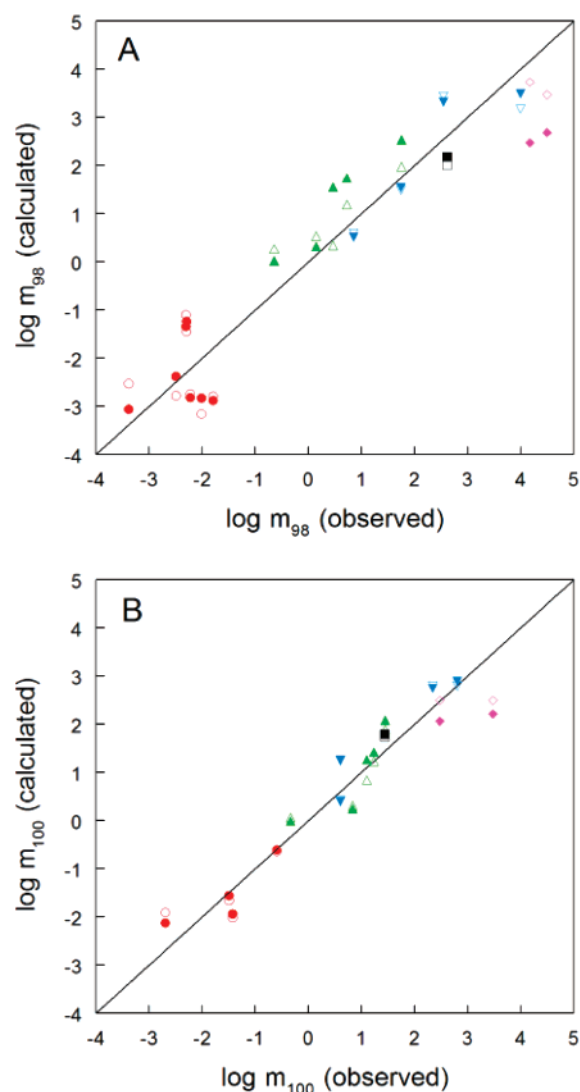 A
5
4
3
2
1
0
-1
-2
-3
-4
log m98 (calculated)
-4 -3 -2 -1 0 1 2 3 4 5
log m98 (observed)
B
5
4
3
2
1
0
-1
-2
-3
-4
log m100 (calculated)
-4 -3 -2 -1 0 1 2 3 4 5
log m100 (observed)